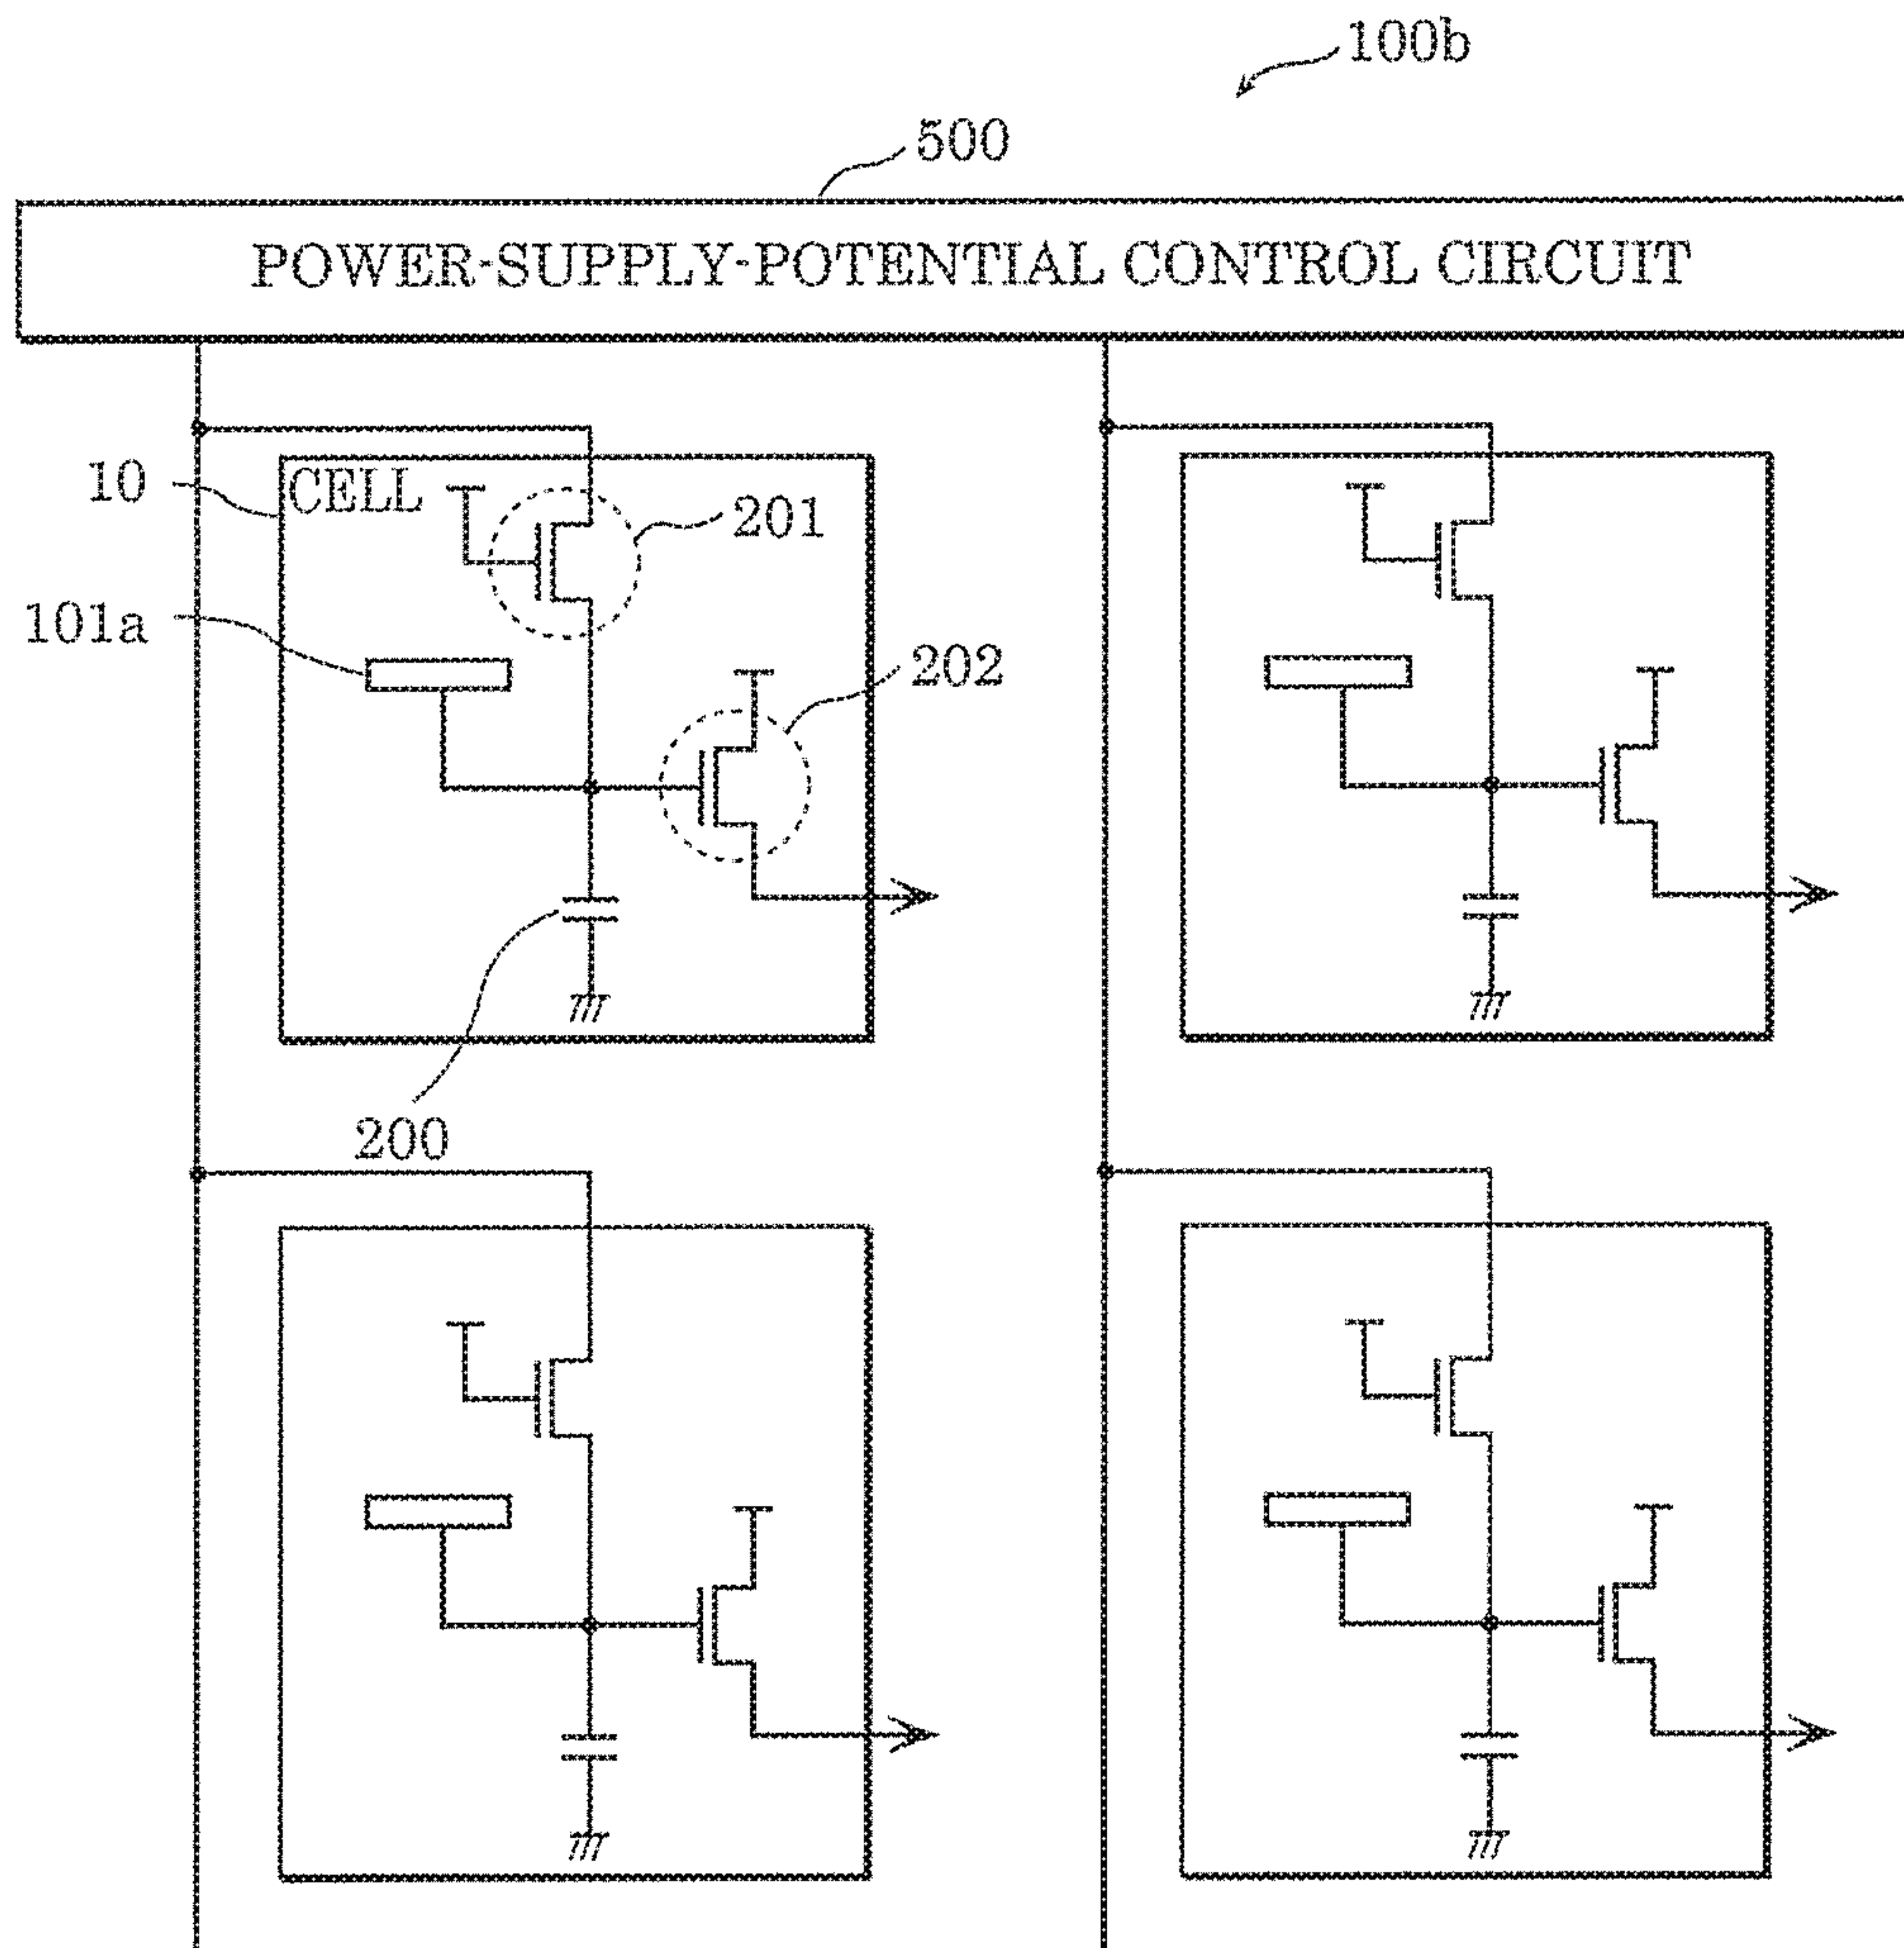 100b
500
POWER-SUPPLY-POTENTIAL CONTROL CIRCUIT
10
CELL
201
101a
202
200